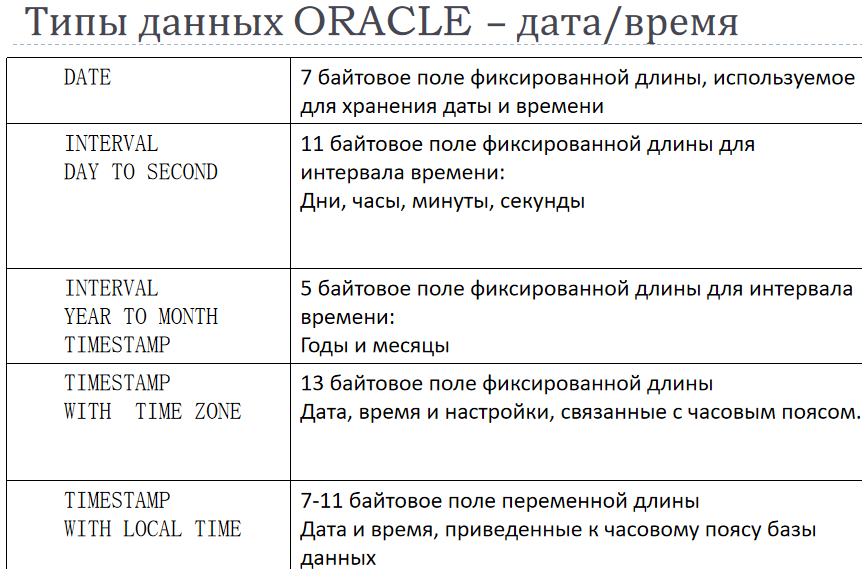 Типы данных ORACLE – дата/время
DATE
7 байтовое поле фиксированной длины, используемое
для хранения даты и времени
INTERVAL
DAY TO SECOND
11 байтовое поле фиксированной длины для
интервала времени:
Дни, часы, минуты, секунды
INTERVAL
YEAR TO MONTH
TIMESTAMP
5 байтовое поле фиксированной длины для интервала
времени:
Годы и месяцы
TIMESTAMP
WITH TIME ZONE
13 байтовое поле фиксированной длины
Дата, время и настройки, связанные с часовым поясом.
TIMESTAMP
WITH LOCAL TIME
7-11 байтовое поле переменной длины
Дата и время, приведенные к часовому поясу базы
данных